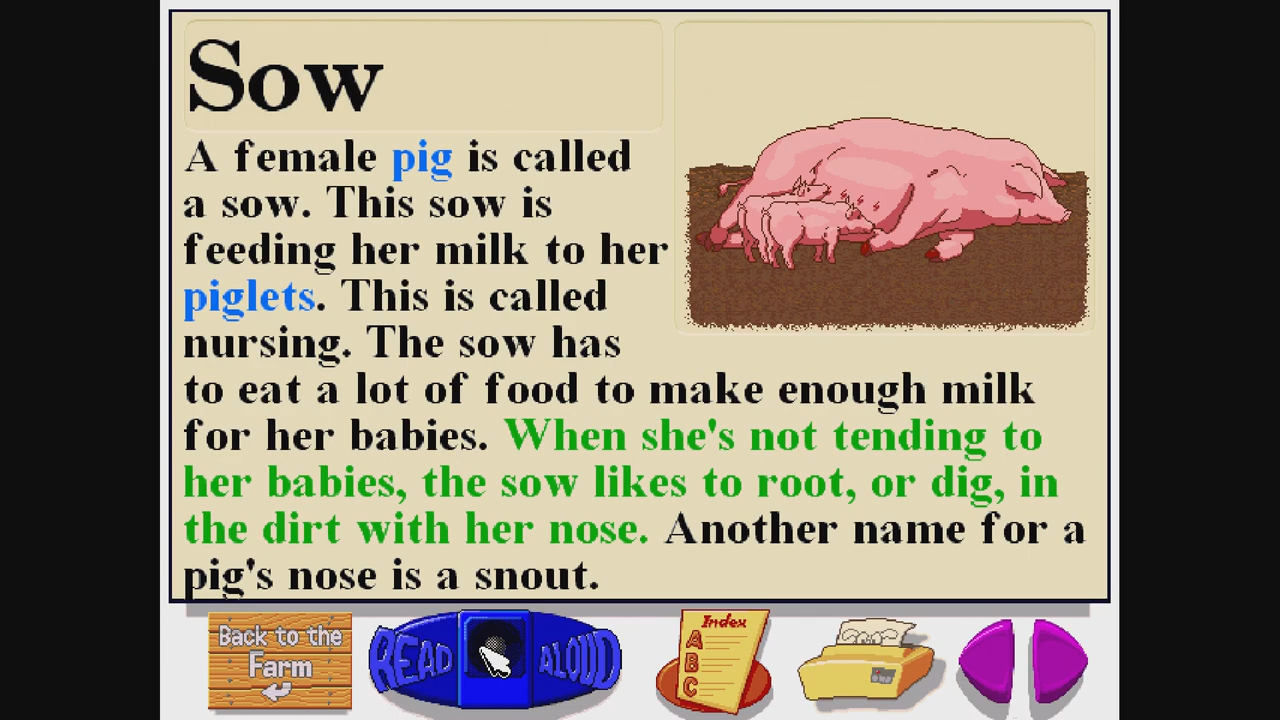 Sow
A female pig is called
a sow. This sow is
feeding her milk to her
piglets. This is called
nursing. The sow has
to eat a lot of food to make enough milk
for her babies. When she's not tending to
her babies, the sow likes to root, or dig, in
the dirt with her nose. Another name for a
pig's nose is a snout.
Back to the
Farm
READ ALOUD
Index
A
B
C